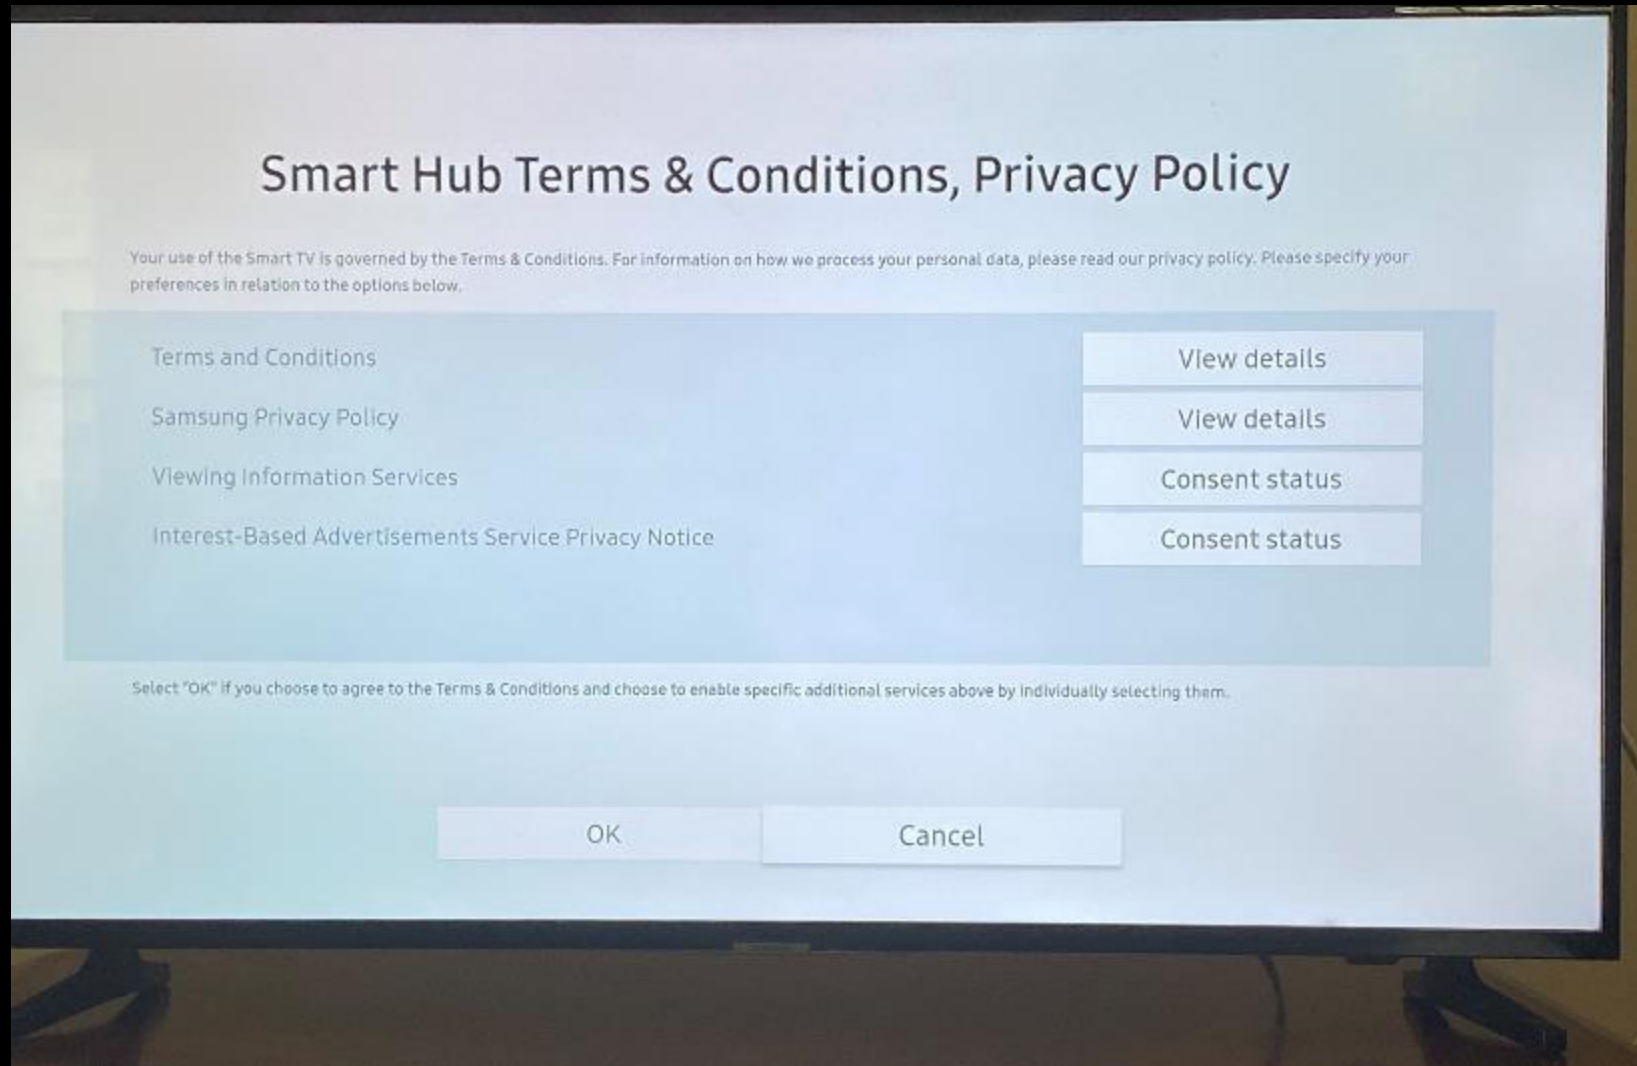 Smart Hub Terms & Conditions, Privacy Policy
Your use of the Smart TV is governed by the Terms & Conditions. For information on how we process your personal data, please read our privacy policy. Please specify your
preferences in relation to the options below.
Terms and Conditions View details
Samsung Privacy Policy View details
Viewing Information Services Consent status
Interest-Based Advertisements Service Privacy Notice Consent status
Select "OK" if you choose to agree to the Terms & Conditions and choose to enable specific additional services above by individually selecting them.
OK Cancel